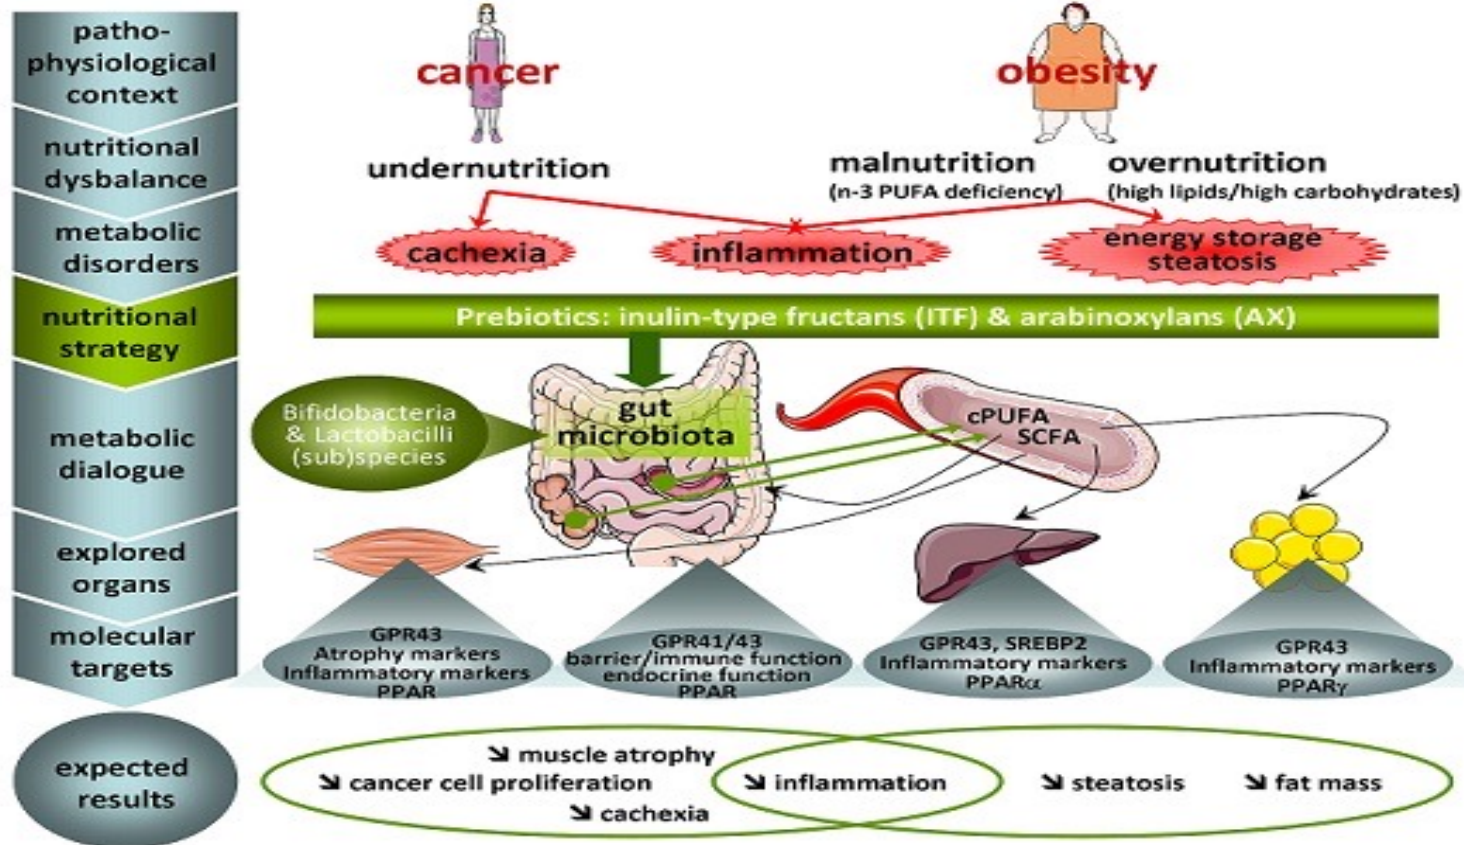 patho-
physiological
context
nutritional
dysbalance
metabolic
disorders
nutritional
strategy
metabolic
dialogue
explored
organs
molecular
targets
expected
results
cancer
obesity
undernutrition
malnutrition
(n-3 PUFA deficiency)
overnutrition
(high lipids/high carbohydrates)
cachexia
inflammation
energy storage
steatosis
Prebiotics: inulin-type fructans (ITF) & arabinoxylans (AX)
Bifidobacteria
& Lactobacilli
(sub)species
gut
microbiota
cPUFA
SCFA
GPR43
Atrophy markers
Inflammatory markers
PPAR
GPR41/43
barrier/immune function
endocrine function
PPAR
GPR43, SREBP2
Inflammatory markers
PPARα
GPR43
Inflammatory markers
PPARγ
↘ muscle atrophy
↘ cancer cell proliferation
↘ cachexia
↘ inflammation
↘ steatosis
↘ fat mass